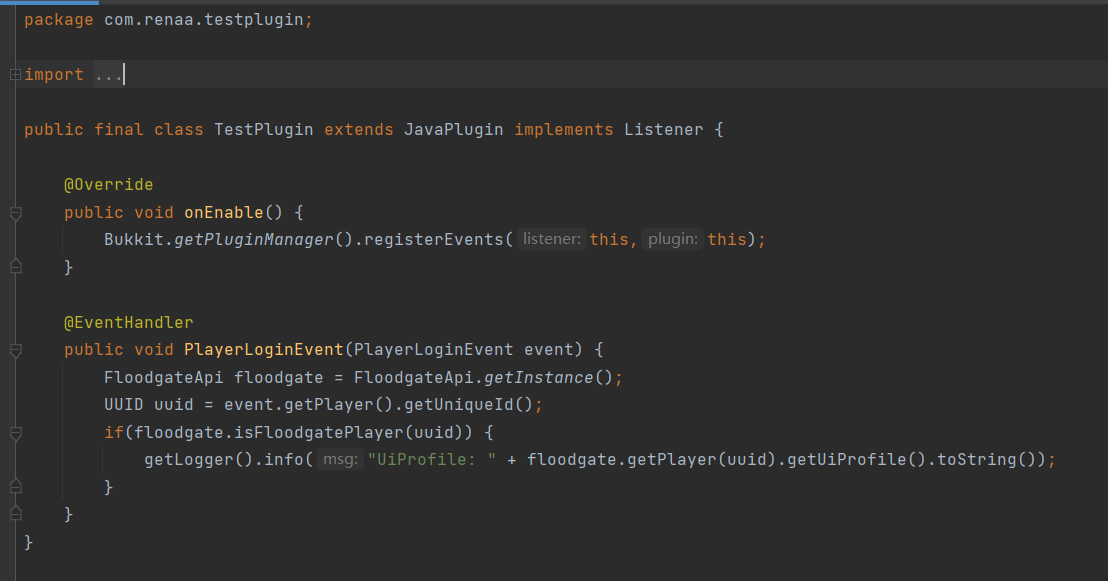 package com.renaa.testplugin;
import ...
public final class TestPlugin extends JavaPlugin implements Listener {
@Override
public void onEnable() {
Bukkit.getPluginManager().registerEvents( listener: this, plugin: this);
}
@EventHandler
public void PlayerLoginEvent(PlayerLoginEvent event) {
FloodgateApi floodgate = FloodgateApi.getInstance();
UUID uuid = event.getPlayer().getUniqueId();
if(floodgate.isFloodgatePlayer(uuid)) {
getLogger().info( msg: "UiProfile: " + floodgate.getPlayer(uuid).getUiProfile().toString());
}
}
}